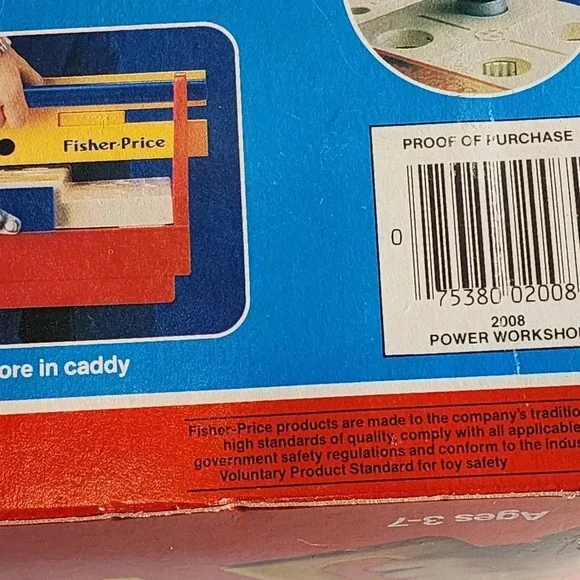 Fisher-Price
PROOF OF PURCHASE
0
75380 02008
2008
POWER WORKSHOP
ore in caddy
Fisher-Price products are made to the company's traditio
high standards of quality, comply with all applicable
government safety regulations and conform to the Indus
Voluntary Product Standard for toy safety
Ages 3-7